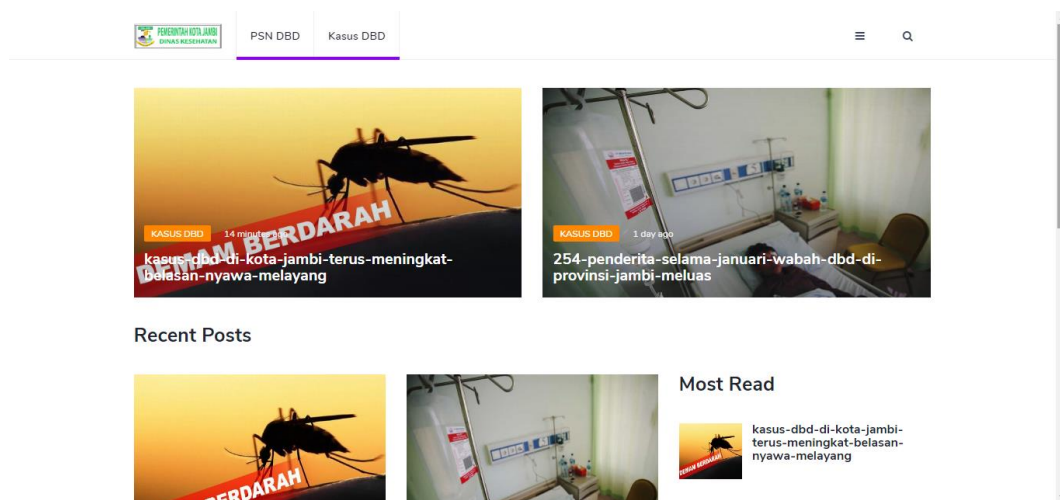 PEMERINTAH KOTA JAMBI
DINAS KESEHATAN
PSN DBD
Kasus DBD
DEMAM BERDARAH
KASUS DBD
14 minutes ago
kasus-dbd-di-kota-jambi-terus-meningkat-
belasan-nyawa-melayang
KASUS DBD
1 day ago
254-penderita-selama-januari-wabah-dbd-di-
provinsi-jambi-meluas
Recent Posts
BERDARAH
Most Read
DEMAM BERDARAH
kasus-dbd-di-kota-jambi-
terus-meningkat-belasan-
nyawa-melayang